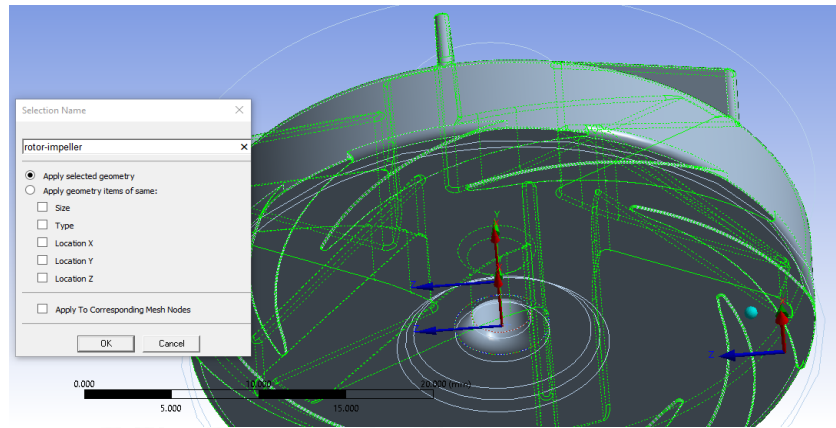 Selection Name
rotor-impeller
Apply selected geometry
Apply geometry items of same:
Size
Type
Location X
Location Y
Location Z
Apply To Corresponding Mesh Nodes
OK
Cancel
Y
Z
0.000
10.000
20.000 (mm)
5.000
15.000